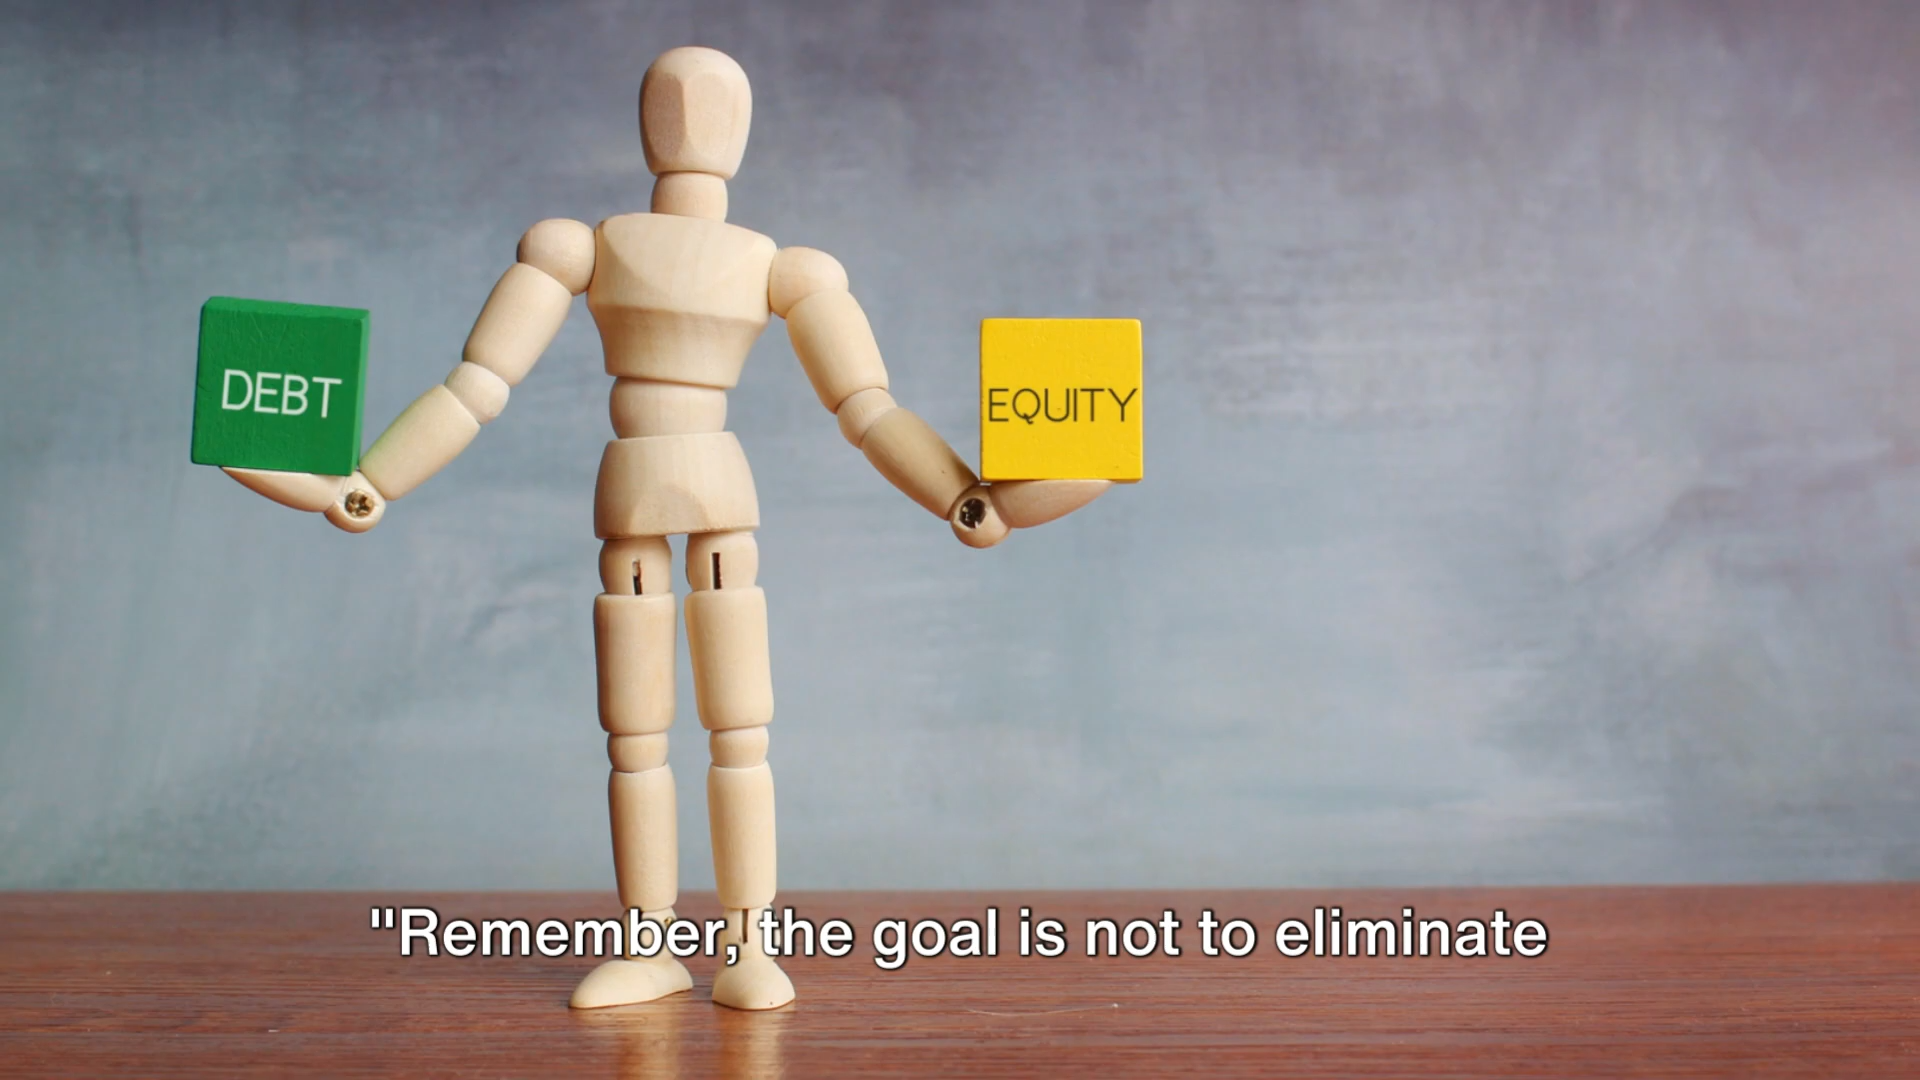 DEBT
EQUITY
"Remember, the goal is not to eliminate